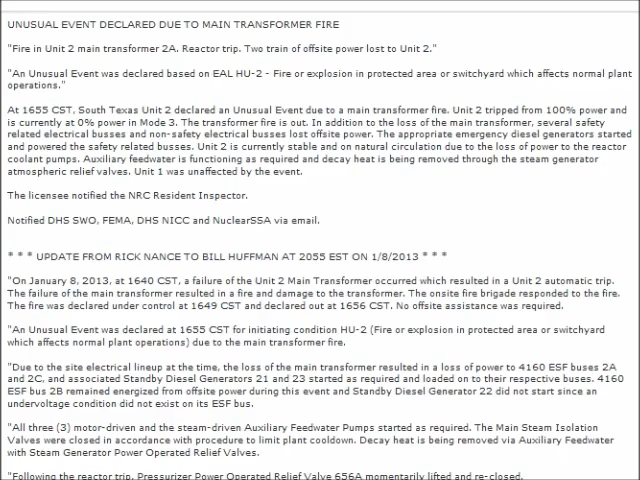 UNUSUAL EVENT DECLARED DUE TO MAIN TRANSFORMER FIRE
"Fire in Unit 2 main transformer 2A. Reactor trip. Two train of offsite power lost to Unit 2."
"An Unusual Event was declared based on EAL HU-2 - Fire or explosion in protected area or switchyard which affects normal plant
operations."
At 1655 CST, South Texas Unit 2 declared an Unusual Event due to a main transformer fire. Unit 2 tripped from 100% power and
is currently at 0% power in Mode 3. The transformer fire is out. In addition to the loss of the main transformer, several safety
related electrical busses and non-safety electrical busses lost offsite power. The appropriate emergency diesel generators started
and powered the safety related busses. Unit 2 is currently stable and on natural circulation due to the loss of power to the reactor
coolant pumps. Auxiliary feedwater is functioning as required and decay heat is being removed through the steam generator
atmospheric relief valves. Unit 1 was unaffected by the event.
The licensee notified the NRC Resident Inspector.
Notified DHS SWO, FEMA, DHS NICC and NuclearSSA via email.
* * * UPDATE FROM RICK NANCE TO BILL HUFFMAN AT 2055 EST ON 1/8/2013 * * *
"On January 8, 2013, at 1640 CST, a failure of the Unit 2 Main Transformer occurred which resulted in a Unit 2 automatic trip.
The failure of the main transformer resulted in a fire and damage to the transformer. The onsite fire brigade responded to the fire.
The fire was declared under control at 1649 CST and declared out at 1656 CST. No offsite assistance was required.
"An Unusual Event was declared at 1655 CST for initiating condition HU-2 (Fire or explosion in protected area or switchyard
which affects normal plant operations) due to the main transformer fire.
"Due to the site electrical lineup at the time, the loss of the main transformer resulted in a loss of power to 4160 ESF buses 2A
and 2C, and associated Standby Diesel Generators 21 and 23 started as required and loaded on to their respective buses. 4160
ESF bus 2B remained energized from offsite power during this event and Standby Diesel Generator 22 did not start since an
undervoltage condition did not exist on its ESF bus.
"All three (3) motor-driven and the steam-driven Auxiliary Feedwater Pumps started as required. The Main Steam Isolation
Valves were closed in accordance with procedure to limit plant cooldown. Decay heat is being removed via Auxiliary Feedwater
with Steam Generator Power Operated Relief Valves.
"Following the reactor trip, Pressurizer Power Operated Relief Valve 656A momentarily lifted and re-closed.